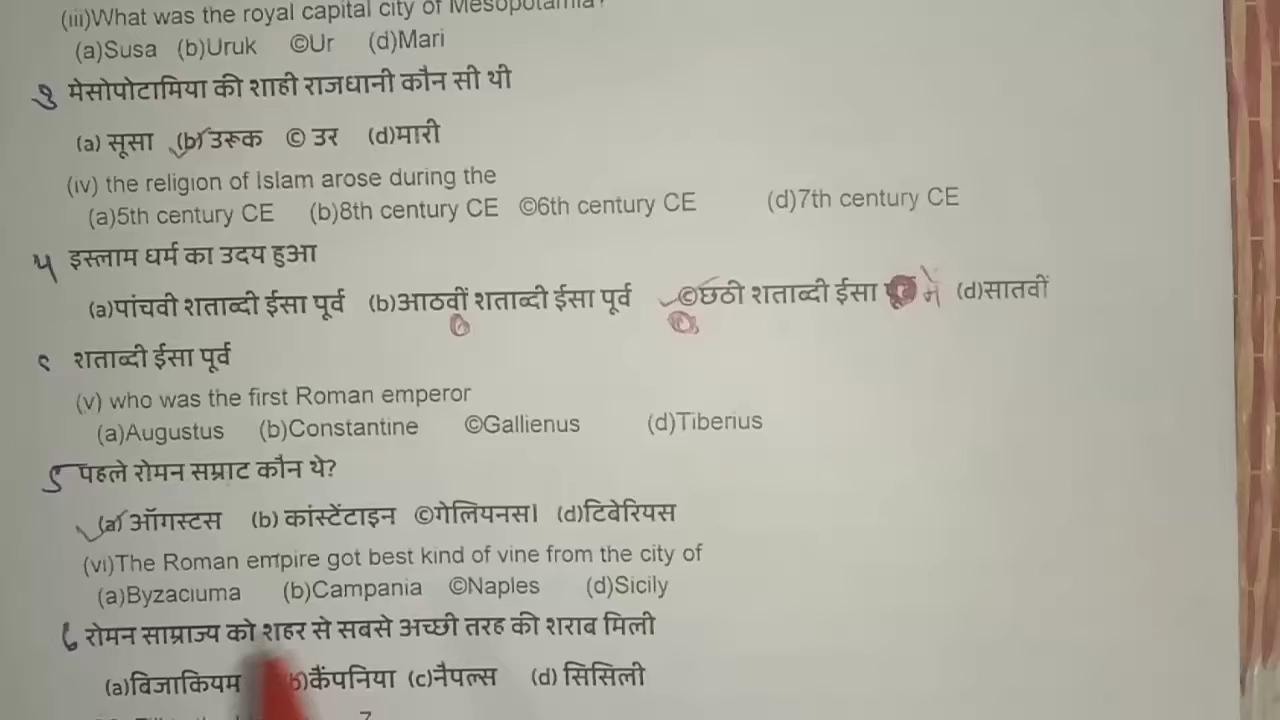 (iii)What was the royal capital city of Mesopotamia?
(a)Susa (b)Uruk ©Ur (d)Mari
३ मेसोपोटामिया की शाही राजधानी कौन सी थी
(a) सूसा (b) उरूक © उर (d)मारी
(iv) the religion of Islam arose during the
(a)5th century CE (b)8th century CE ©6th century CE (d)7th century CE
इस्लाम धर्म का उदय हुआ
(a)पांचवी शताब्दी ईसा पूर्व (b)आठवीं शताब्दी ईसा पूर्व ©छठी शताब्दी ईसा में (d)सातवीं
शताब्दी ईसा पूर्व
(v) who was the first Roman emperor
(a)Augustus (b)Constantine ©Gallienus (d)Tiberius
पहले रोमन सम्राट कौन थे?
(a) ऑगस्टस (b) कांस्टेंटाइन ©गेलियनस। (d)टिबेरियस
(vi)The Roman empire got best kind of vine from the city of
(a)Byzaciuma (b)Campania ©Naples (d)Sicily
6 रोमन साम्राज्य को शहर से सबसे अच्छी तरह की शराब मिली
(a)विजाकियम b)कैंपनिया (c)नैपल्स (d) सिसिली